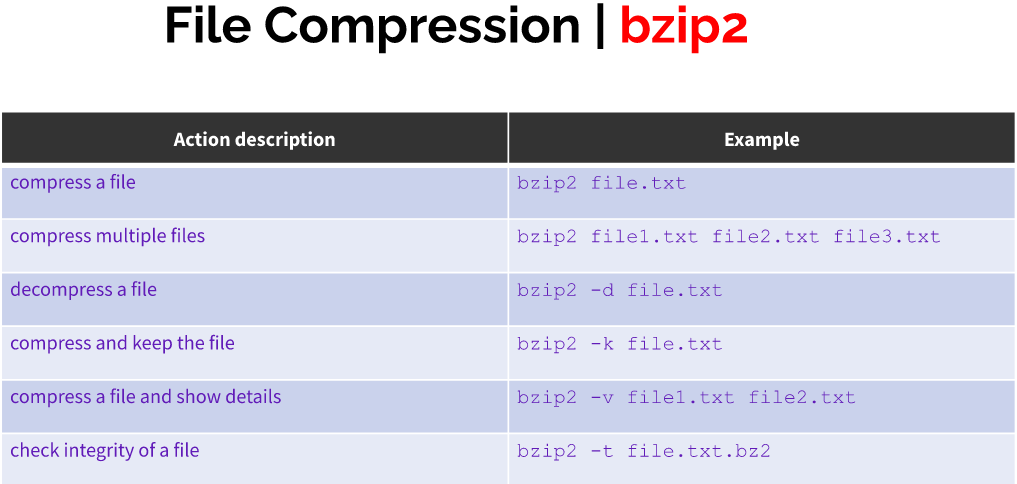 File Compression | bzip2
Action description Example
compress a file bzip2 file.txt
compress multiple files bzip2 file1.txt file2.txt file3.txt
decompress a file bzip2 -d file.txt
compress and keep the file bzip2 -k file.txt
compress a file and show details bzip2 -v file1.txt file2.txt
check integrity of a file bzip2 -t file.txt.bz2